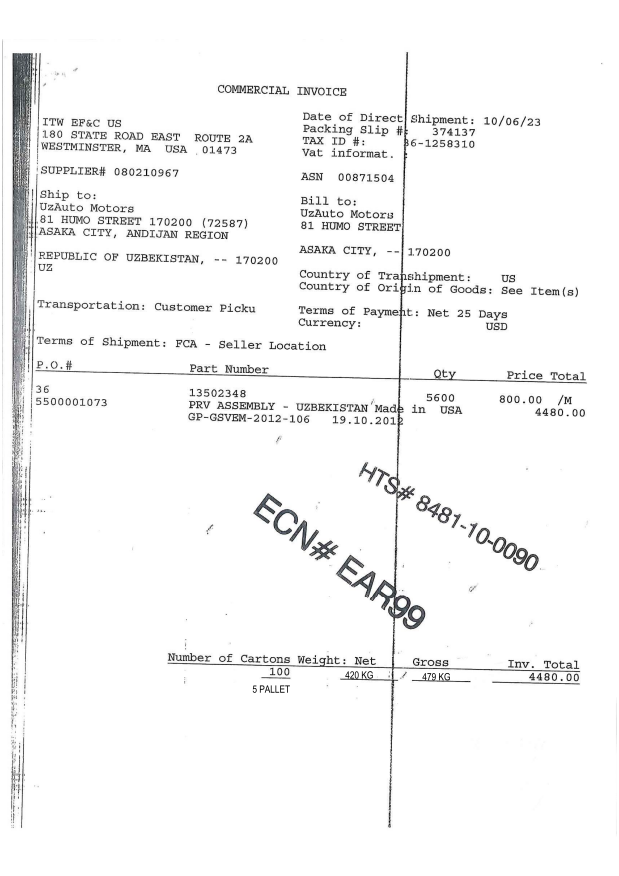 COMMERCIAL INVOICE
ITW EF&C US
180 STATE ROAD EAST ROUTE 2A
WESTMINSTER, MA USA 01473
SUPPLIER# 080210967
Date of Direct Shipment: 10/06/23
Packing Slip #: 374137
TAX ID #: 36-1258310
Vat informat. :
ASN 00871504
Ship to:
UzAuto Motors
81 HUMO STREET 170200 (72587)
ASAKA CITY, ANDIJAN REGION
REPUBLIC OF UZBEKISTAN, -- 170200
UZ
Bill to:
UzAuto Motors
81 HUMO STREET
ASAKA CITY, -- 170200
Country of Transhipment: US
Country of Origin of Goods: See Item(s)
Transportation: Customer Picku
Terms of Payment: Net 25 Days
Currency: USD
Terms of Shipment: FCA - Seller Location
P.O.# Part Number Qty Price Total
36 13502348 5600 800.00 /M
5500001073 PRV ASSEMBLY - UZBEKISTAN Made in USA 4480.00
GP-GSVEM-2012-106 19.10.2012
HTS# 8481-10-0090
ECN# EAR99
Number of Cartons Weight: Net Gross Inv. Total
100 420 KG 479 KG 4480.00
5 PALLET